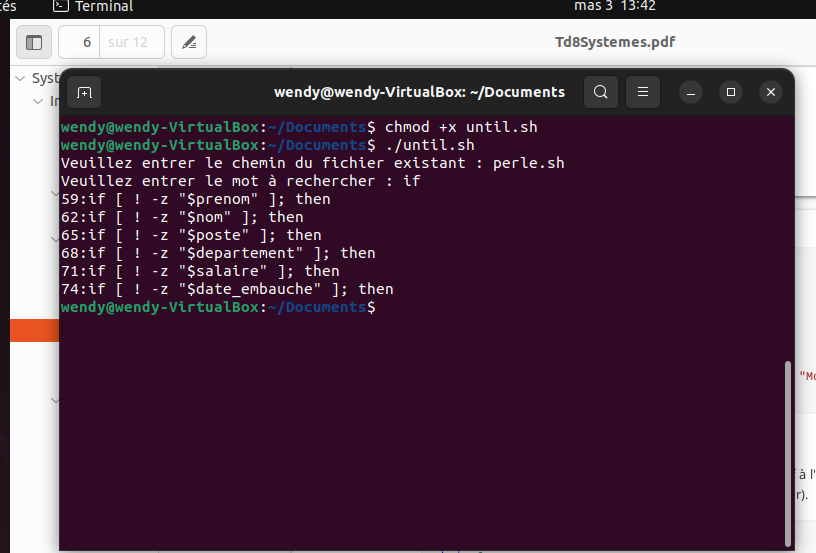 tés Terminal mas 3 13:42
6 sur 12 Td8Systemes.pdf
Syst
In
wendy@wendy-VirtualBox: ~/Documents
wendy@wendy-VirtualBox:~/Documents$ chmod +x until.sh
wendy@wendy-VirtualBox:~/Documents$ ./until.sh
Veuillez entrer le chemin du fichier existant : perle.sh
Veuillez entrer le mot à rechercher : if
59:if [ ! -z "$prenom" ]; then
62:if [ ! -z "$nom" ]; then
65:if [ ! -z "$poste" ]; then
68:if [ ! -z "$departement" ]; then
71:if [ ! -z "$salaire" ]; then
74:if [ ! -z "$date_embauche" ]; then
wendy@wendy-VirtualBox:~/Documents$
"Mo
à l'
r).